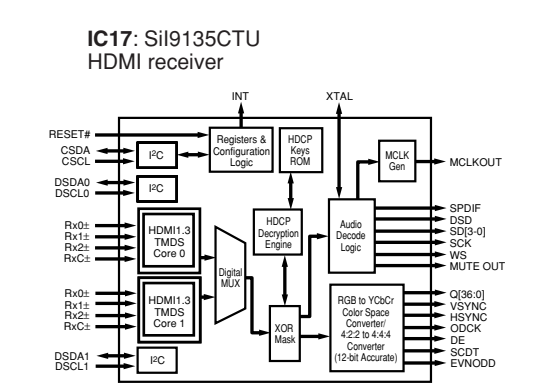 IC17: SiI9135CTU
HDMI receiver
INT
XTAL
RESET#
CSDA
CSCL
I²C
Registers &
Configuration
Logic
HDCP
Keys
ROM
MCLK
Gen
MCLKOUT
DSDA0
DSCL0
I²C
Rx0±
Rx1±
Rx2±
RxC±
HDMI1.3
TMDS
Core 0
Digital
MUX
HDCP
Decryption
Engine
Audio
Decode
Logic
SPDIF
DSD
SD[3-0]
SCK
WS
MUTE OUT
Rx0±
Rx1±
Rx2±
RxC±
HDMI1.3
TMDS
Core 1
XOR
Mask
RGB to YCbCr
Color Space
Converter/
4:2:2 to 4:4:4
Converter
(12-bit Accurate)
Q[36:0]
VSYNC
HSYNC
ODCK
DE
SCDT
EVNODD
DSDA1
DSCL1
I²C